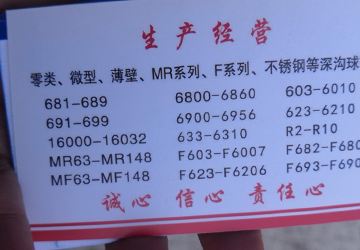 生产经营
零类、微型、薄壁、MR系列、F系列、不锈钢等深沟球
681-689 6800-6860 603-6010
691-699 6900-6956 623-6210
16000-16032 633-6310 R2-R10
MR63-MR148 F603-F6007 F682-F680
MF63-MF148 F623-F6206 F693-F690
诚心 信心 责任心